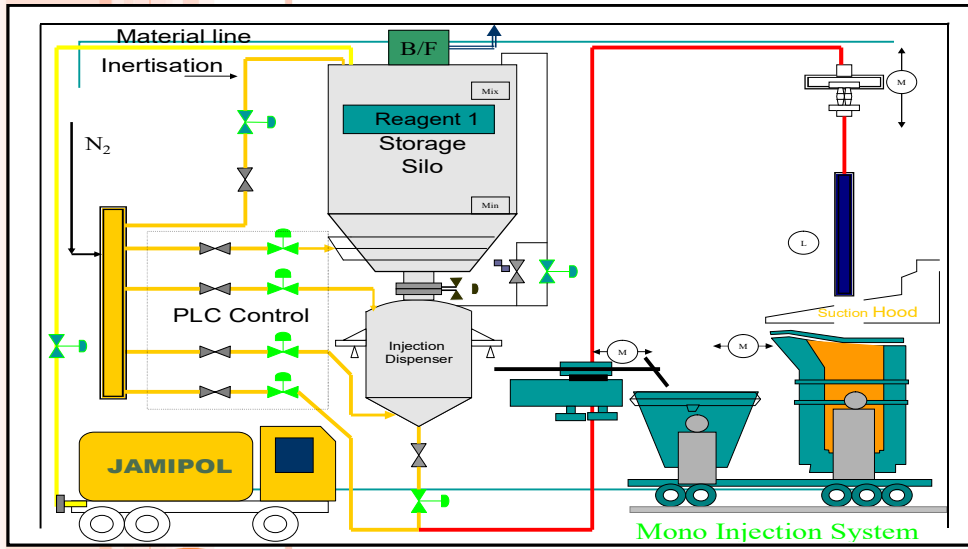 Material line
Inertisation
B/F
N2
Mix
Reagent 1
Storage
Silo
Min
M
L
Suction Hood
PLC Control
Injection
Dispenser
M
M
JAMIPOL
Mono Injection System